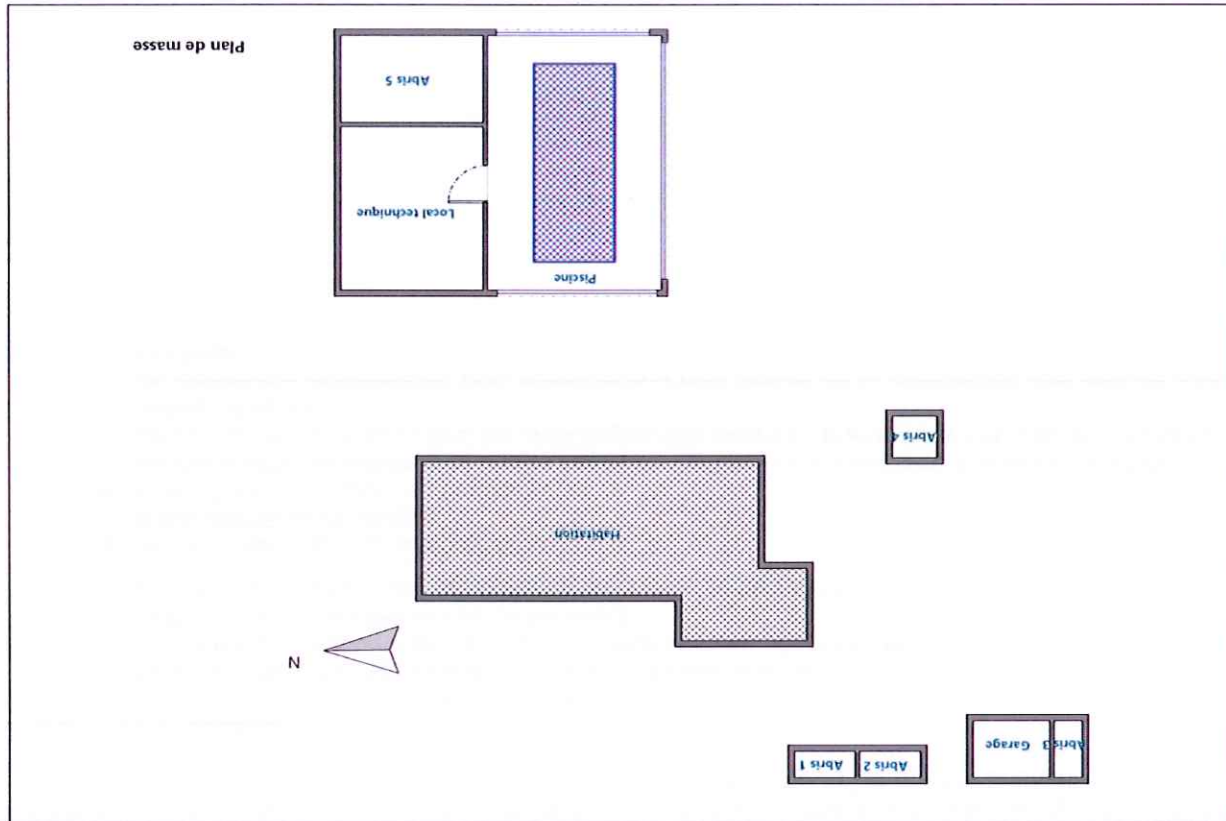 Abris 3
Garage
Abris 2
Abris 1
N
Habitation
Abris 4
Piscine
Local technique
Abris 5
Plan de masse